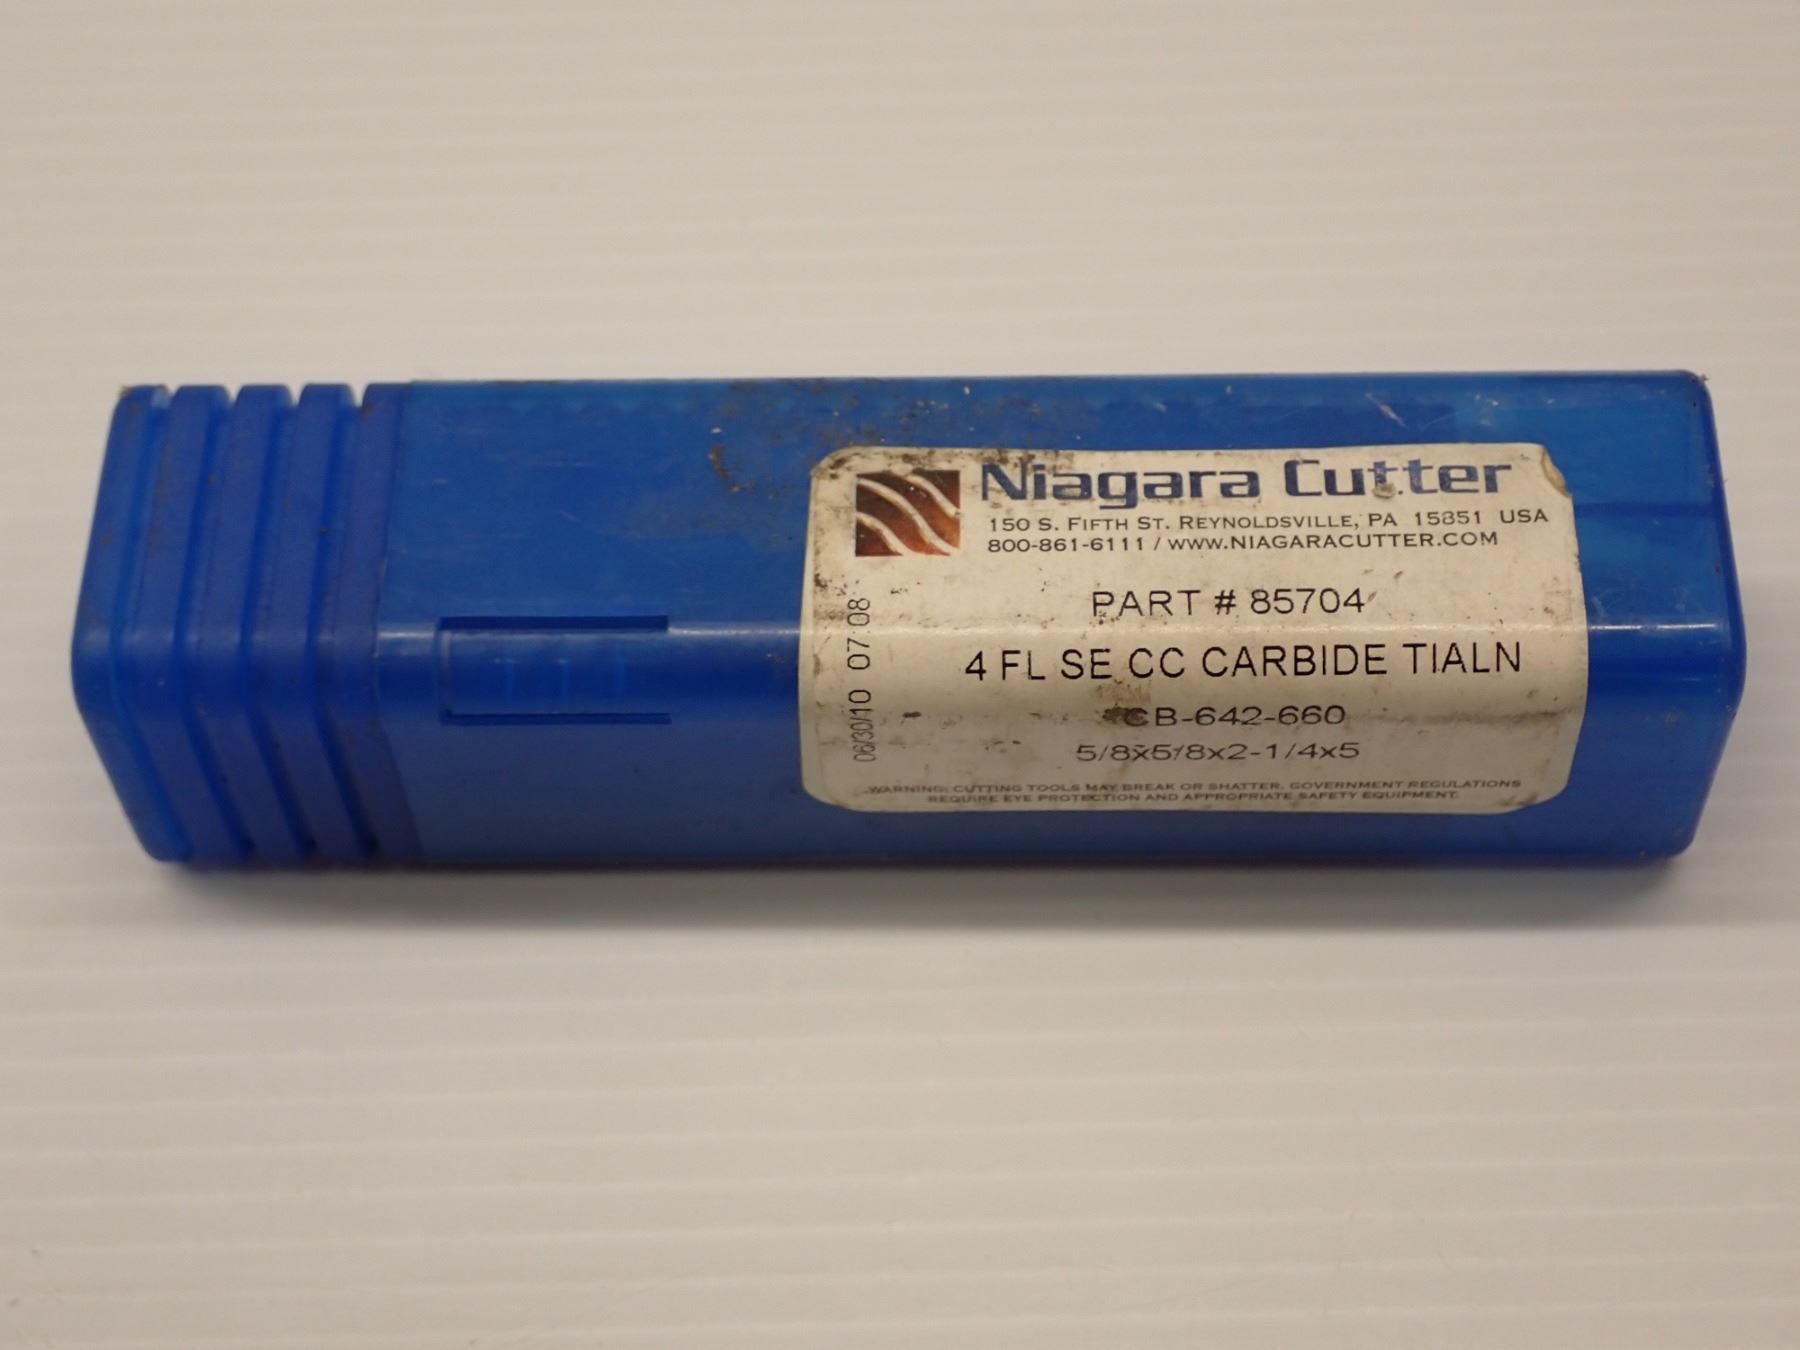 Niagara Cutter
150 S. FIFTH ST. REYNOLDSVILLE, PA 15851 USA
800-861-6111 / WWW.NIAGARACUTTER.COM
PART # 85704
4 FL SE CC CARBIDE TIALN
CB-642-660
5/8x5/8x2-1/4x5
WARNING: CUTTING TOOLS MAY BREAK OR SHATTER. GOVERNMENT REGULATIONS
REQUIRE EYE PROTECTION AND APPROPRIATE SAFETY EQUIPMENT.
06/30/10 07:08